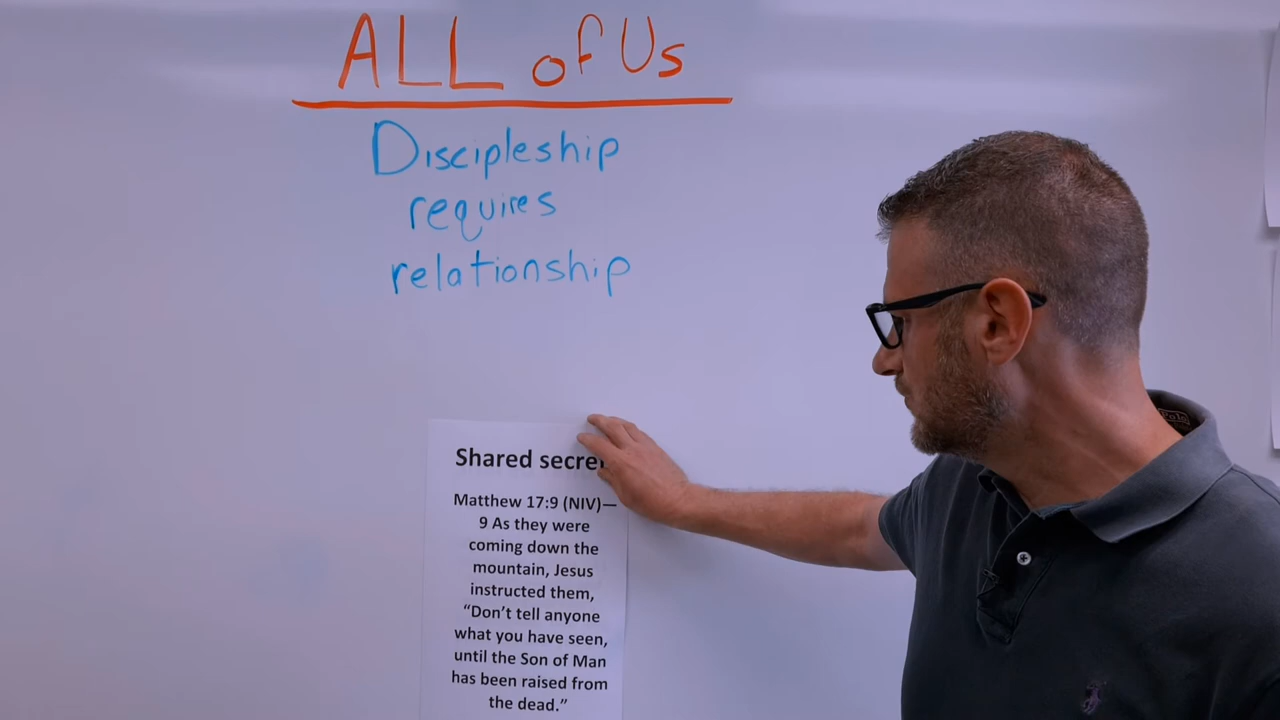 ALL of Us
Discipleship
requires
relationship
Shared secre
Matthew 17:9 (NIV)—
9 As they were
coming down the
mountain, Jesus
instructed them,
“Don’t tell anyone
what you have seen,
until the Son of Man
has been raised from
the dead.”
Polo